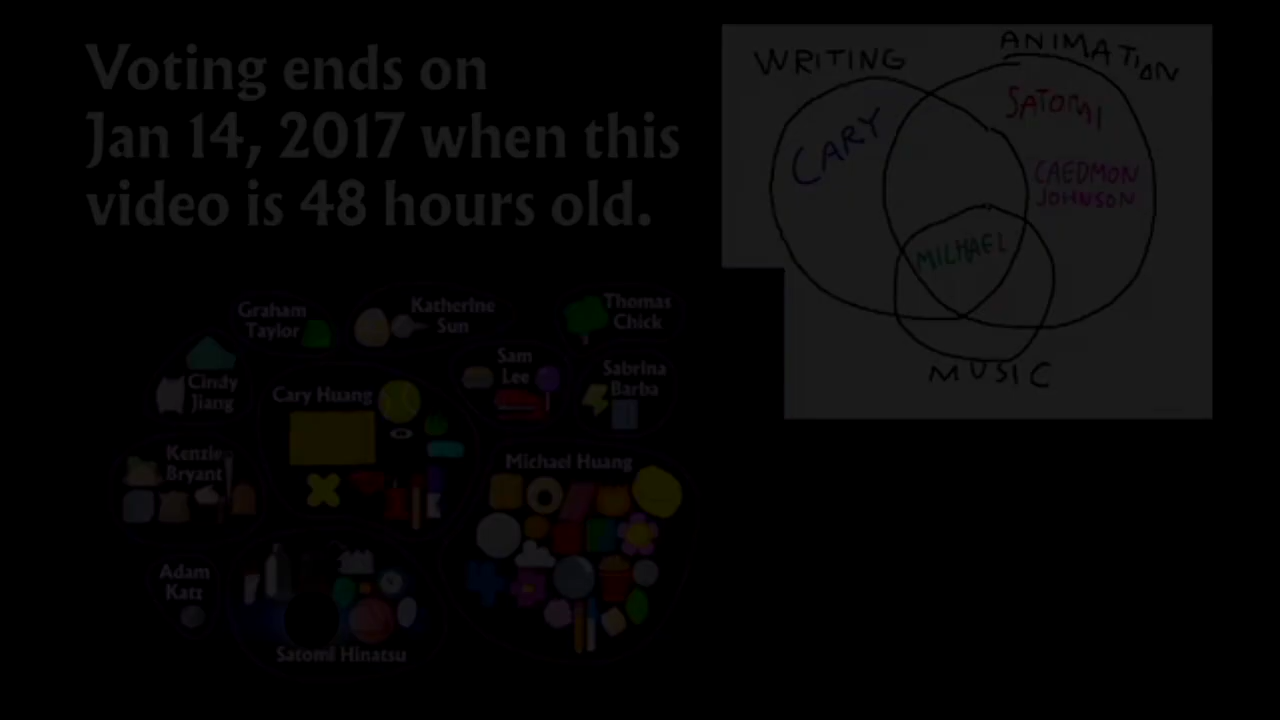 Voting ends on
Jan 14, 2017 when this
video is 48 hours old.
WRITING
ANIMATION
CARY
SATOMI
CAEDMON
JOHNSON
MICHAEL
MUSIC
Graham
Taylor
Katherine
Sun
Thomas
Chick
Cindy
Jiang
Cary Huang
Sam
Lee
Sabrina
Barba
Kenzie
Bryant
Michael Huang
Adam
Katz
Satomi Hinatsu